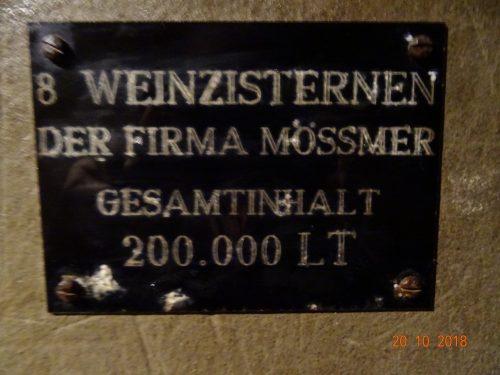 8 WEINZISTERNEN
DER FIRMA MÖSSMER
GESAMTINHALT
200.000 LT
20 10 2018